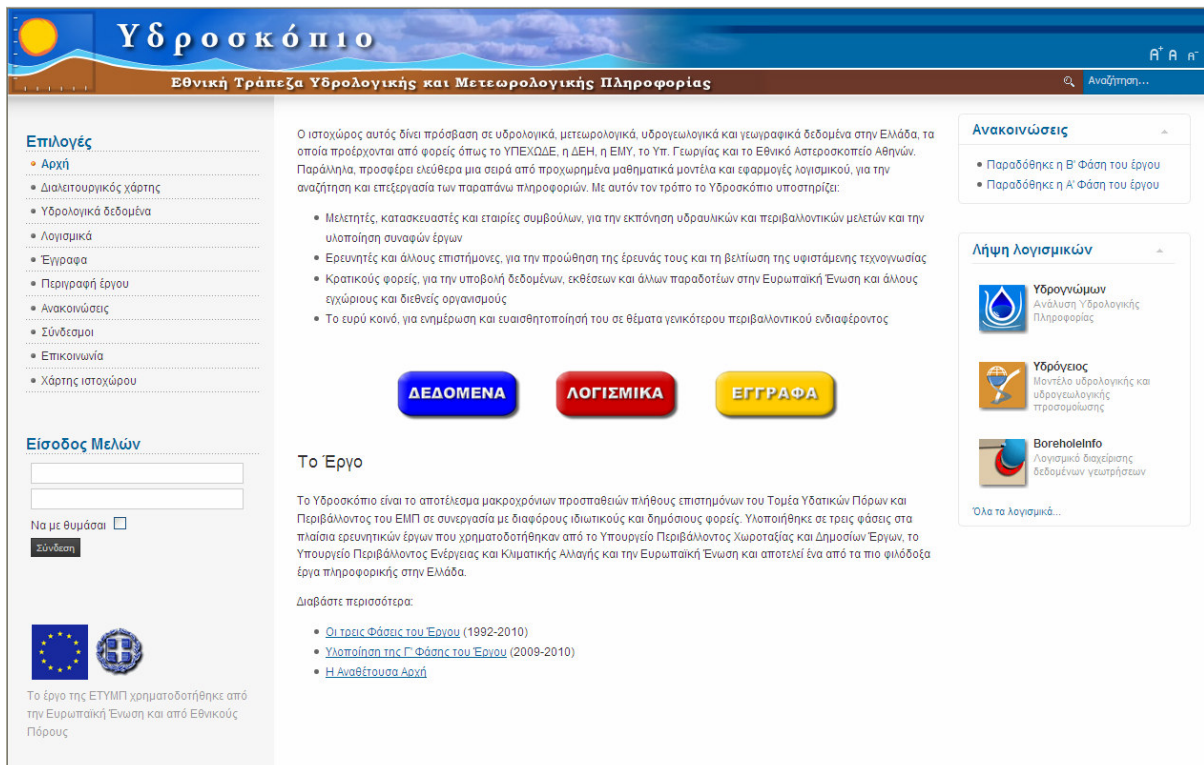 Υδροσκόπιο
Εθνική Τράπεζα Υδρολογικής και Μετεωρολογικής Πληροφορίας
A+ A A-
Αναζήτηση...
Επιλογές
Αρχή
Διαλειτουργικός χάρτης
Υδρολογικά δεδομένα
Λογισμικά
Έγγραφα
Περιγραφή έργου
Ανακοινώσεις
Σύνδεσμοι
Επικοινωνία
Χάρτης ιστοχώρου
Είσοδος Μελών
Να με θυμάσαι
Σύνδεση
Το έργο της ΕΤΥΜΠ χρηματοδοτήθηκε από
την Ευρωπαϊκή Ένωση και από Εθνικούς
Πόρους
Ο ιστοχώρος αυτός δίνει πρόσβαση σε υδρολογικά, μετεωρολογικά, υδρογεωλογικά και γεωγραφικά δεδομένα στην Ελλάδα, τα
οποία προέρχονται από φορείς όπως το ΥΠΕΧΩΔΕ, η ΔΕΗ, η ΕΜΥ, το Υπ. Γεωργίας και το Εθνικό Αστεροσκοπείο Αθηνών.
Παράλληλα, προσφέρει ελεύθερα μια σειρά από προχωρημένα μαθηματικά μοντέλα και εφαρμογές λογισμικού, για την
αναζήτηση και επεξεργασία των παραπάνω πληροφοριών. Με αυτόν τον τρόπο το Υδροσκόπιο υποστηρίζει:
Μελετητές, κατασκευαστές και εταιρίες συμβούλων, για την εκπόνηση υδραυλικών και περιβαλλοντικών μελετών και την
υλοποίηση συναφών έργων
Ερευνητές και άλλους επιστήμονες, για την προώθηση της έρευνάς τους και τη βελτίωση της υφιστάμενης τεχνογνωσίας
Κρατικούς φορείς, για την υποβολή δεδομένων, εκθέσεων και άλλων παραδοτέων στην Ευρωπαϊκή Ένωση και άλλους
εγχώριους και διεθνείς οργανισμούς
Το ευρύ κοινό, για ενημέρωση και ευαισθητοποίησή του σε θέματα γενικότερου περιβαλλοντικού ενδιαφέροντος
ΔΕΔΟΜΕΝΑ ΛΟΓΙΣΜΙΚΑ ΕΓΓΡΑΦΑ
Το Έργο
Το Υδροσκόπιο είναι το αποτέλεσμα μακροχρόνιων προσπαθειών πλήθους επιστημόνων του Τομέα Υδατικών Πόρων και
Περιβάλλοντος του ΕΜΠ σε συνεργασία με διαφόρους ιδιωτικούς και δημόσιους φορείς. Υλοποιήθηκε σε τρεις φάσεις στα
πλαίσια ερευνητικών έργων που χρηματοδοτήθηκαν από το Υπουργείο Περιβάλλοντος Χωροταξίας και Δημοσίων Έργων, το
Υπουργείο Περιβάλλοντος Ενέργειας και Κλιματικής Αλλαγής και την Ευρωπαϊκή Ένωση και αποτελεί ένα από τα πιο φιλόδοξα
έργα πληροφορικής στην Ελλάδα.
Διαβάστε περισσότερα:
Οι τρεις Φάσεις του Έργου (1992-2010)
Υλοποίηση της Γ' Φάσης του Έργου (2009-2010)
Η Αναθέτουσα Αρχή
Ανακοινώσεις
Παραδόθηκε η Β' Φάση του έργου
Παραδόθηκε η Α' Φάση του έργου
Λήψη λογισμικών
Υδρογνώμων
Ανάλυση Υδρολογικής
Πληροφορίας
Υδρόγειος
Μοντέλο υδρολογικής και
υδρογεωλογικής
προσομοίωσης
BoreholeInfo
Λογισμικό διαχείρισης
δεδομένων γεωτρήσεων
Όλα τα λογισμικά...